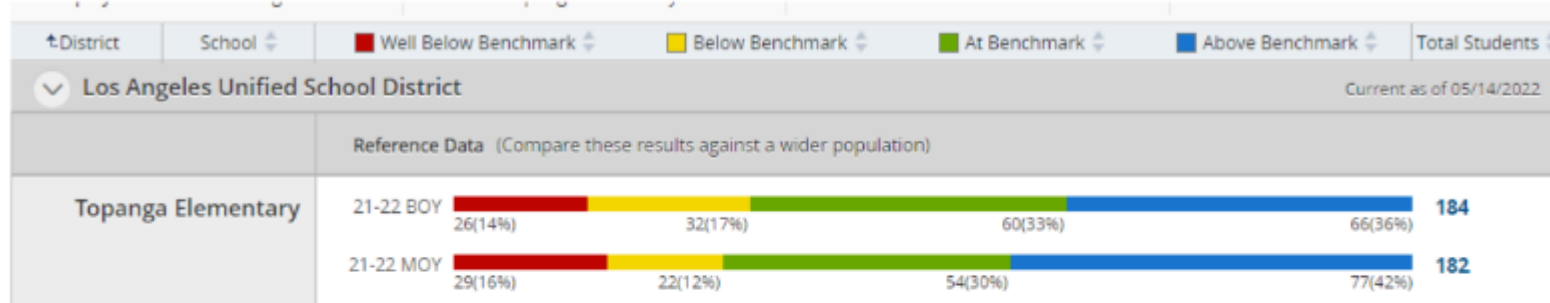 District School Well Below Benchmark Below Benchmark At Benchmark Above Benchmark Total Students
Los Angeles Unified School District Current as of 05/14/2022
Reference Data (Compare these results against a wider population)
Topanga Elementary 21-22 BOY 184
26(14%) 32(17%) 60(33%) 66(36%)
21-22 MOY 182
29(16%) 22(12%) 54(30%) 77(42%)